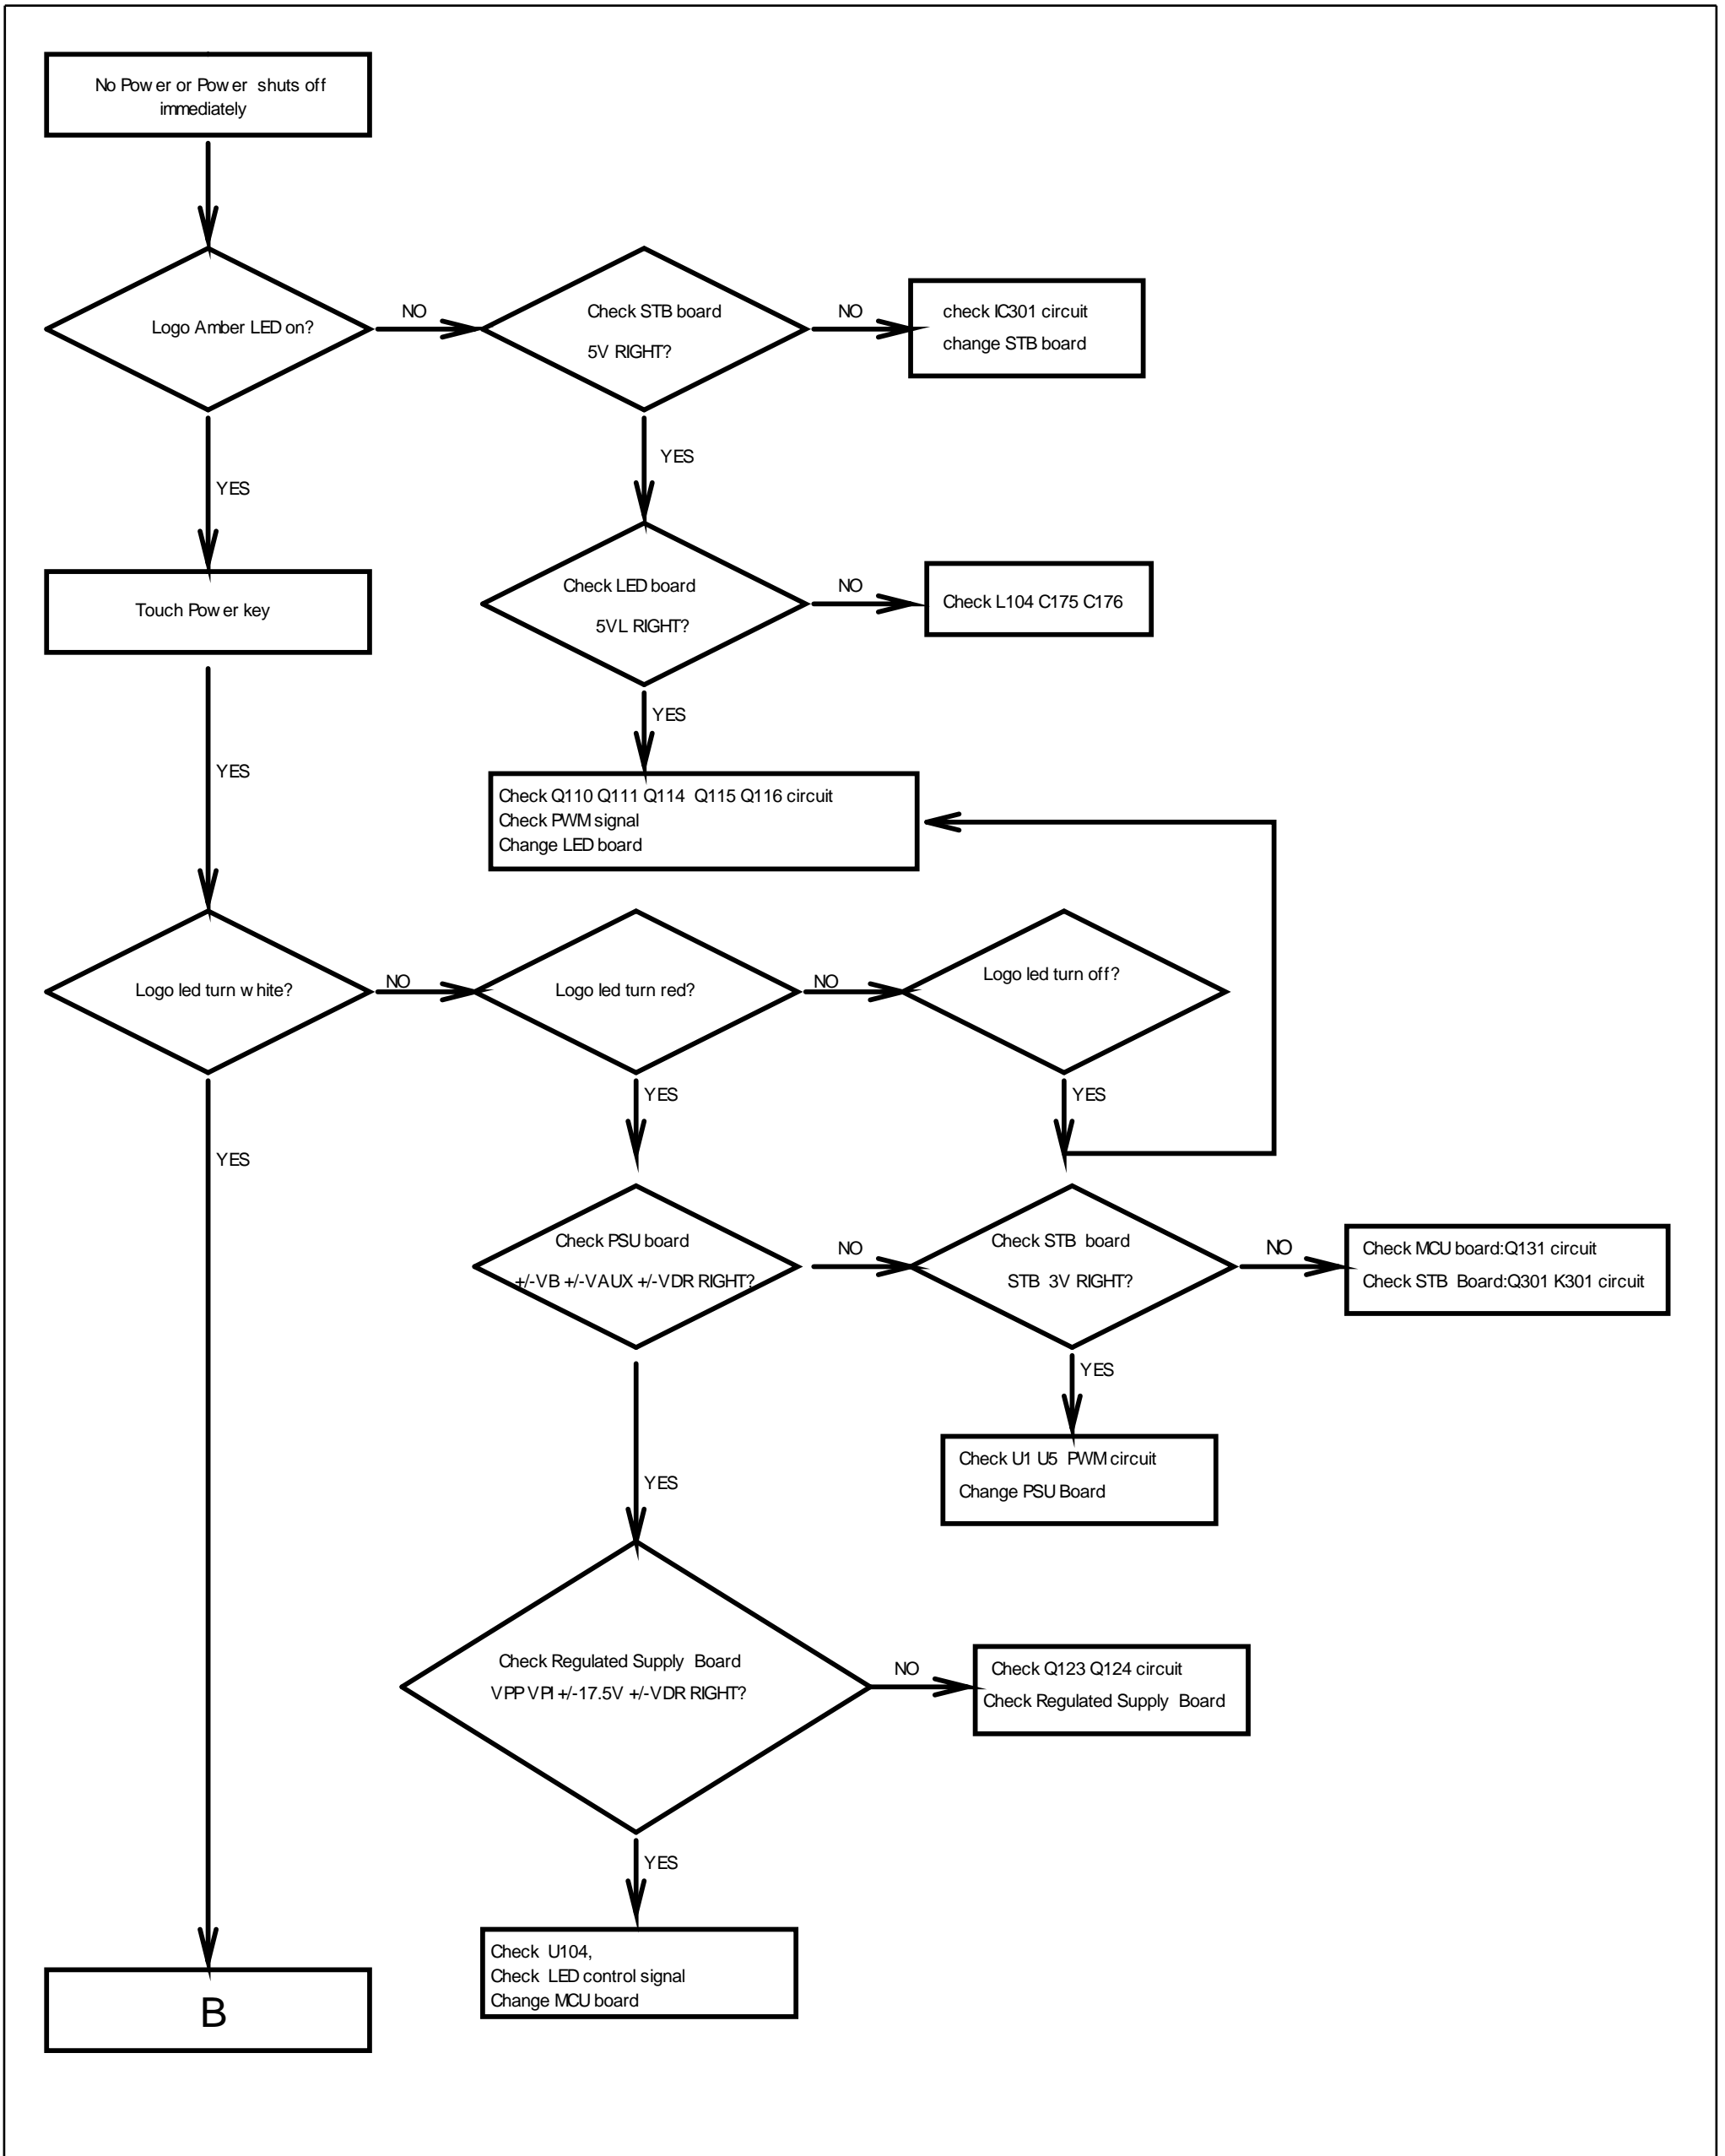 No Power or Power shuts off
immediately
Logo Amber LED on?
NO
Check STB board
5V RIGHT?
NO
check IC301 circuit
change STB board
YES
YES
Touch Power key
Check LED board
5VL RIGHT?
NO
Check L104 C175 C176
YES
YES
Check Q110 Q111 Q114 Q115 Q116 circuit
Check PWM signal
Change LED board
Logo led turn white?
NO
Logo led turn red?
NO
Logo led turn off?
YES
YES
YES
Check PSU board
+/-VB +/-VAUX +/-VDR RIGHT?
NO
Check STB board
STB 3V RIGHT?
NO
Check MCU board:Q131 circuit
Check STB Board:Q301 K301 circuit
YES
Check U1 U5 PWM circuit
Change PSU Board
YES
Check Regulated Supply Board
VPP VPI +/-17.5V +/-VDR RIGHT?
NO
Check Q123 Q124 circuit
Check Regulated Supply Board
YES
Check U104,
Check LED control signal
Change MCU board
B